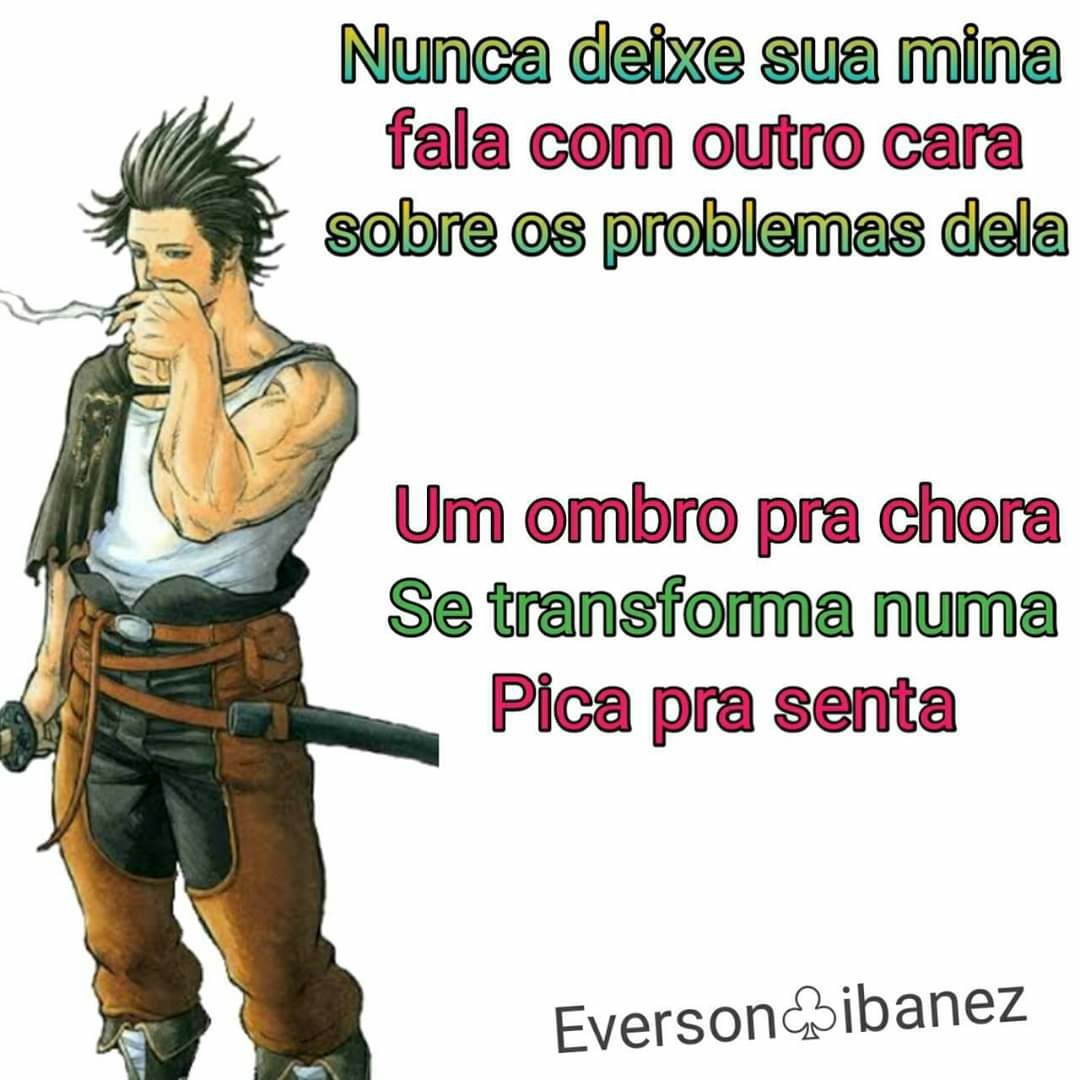 Nunca deixe sua mina
fala com outro cara
sobre os problemas dela
Um ombro pra chora
Se transforma numa
Pica pra senta
Everson♧ibanez